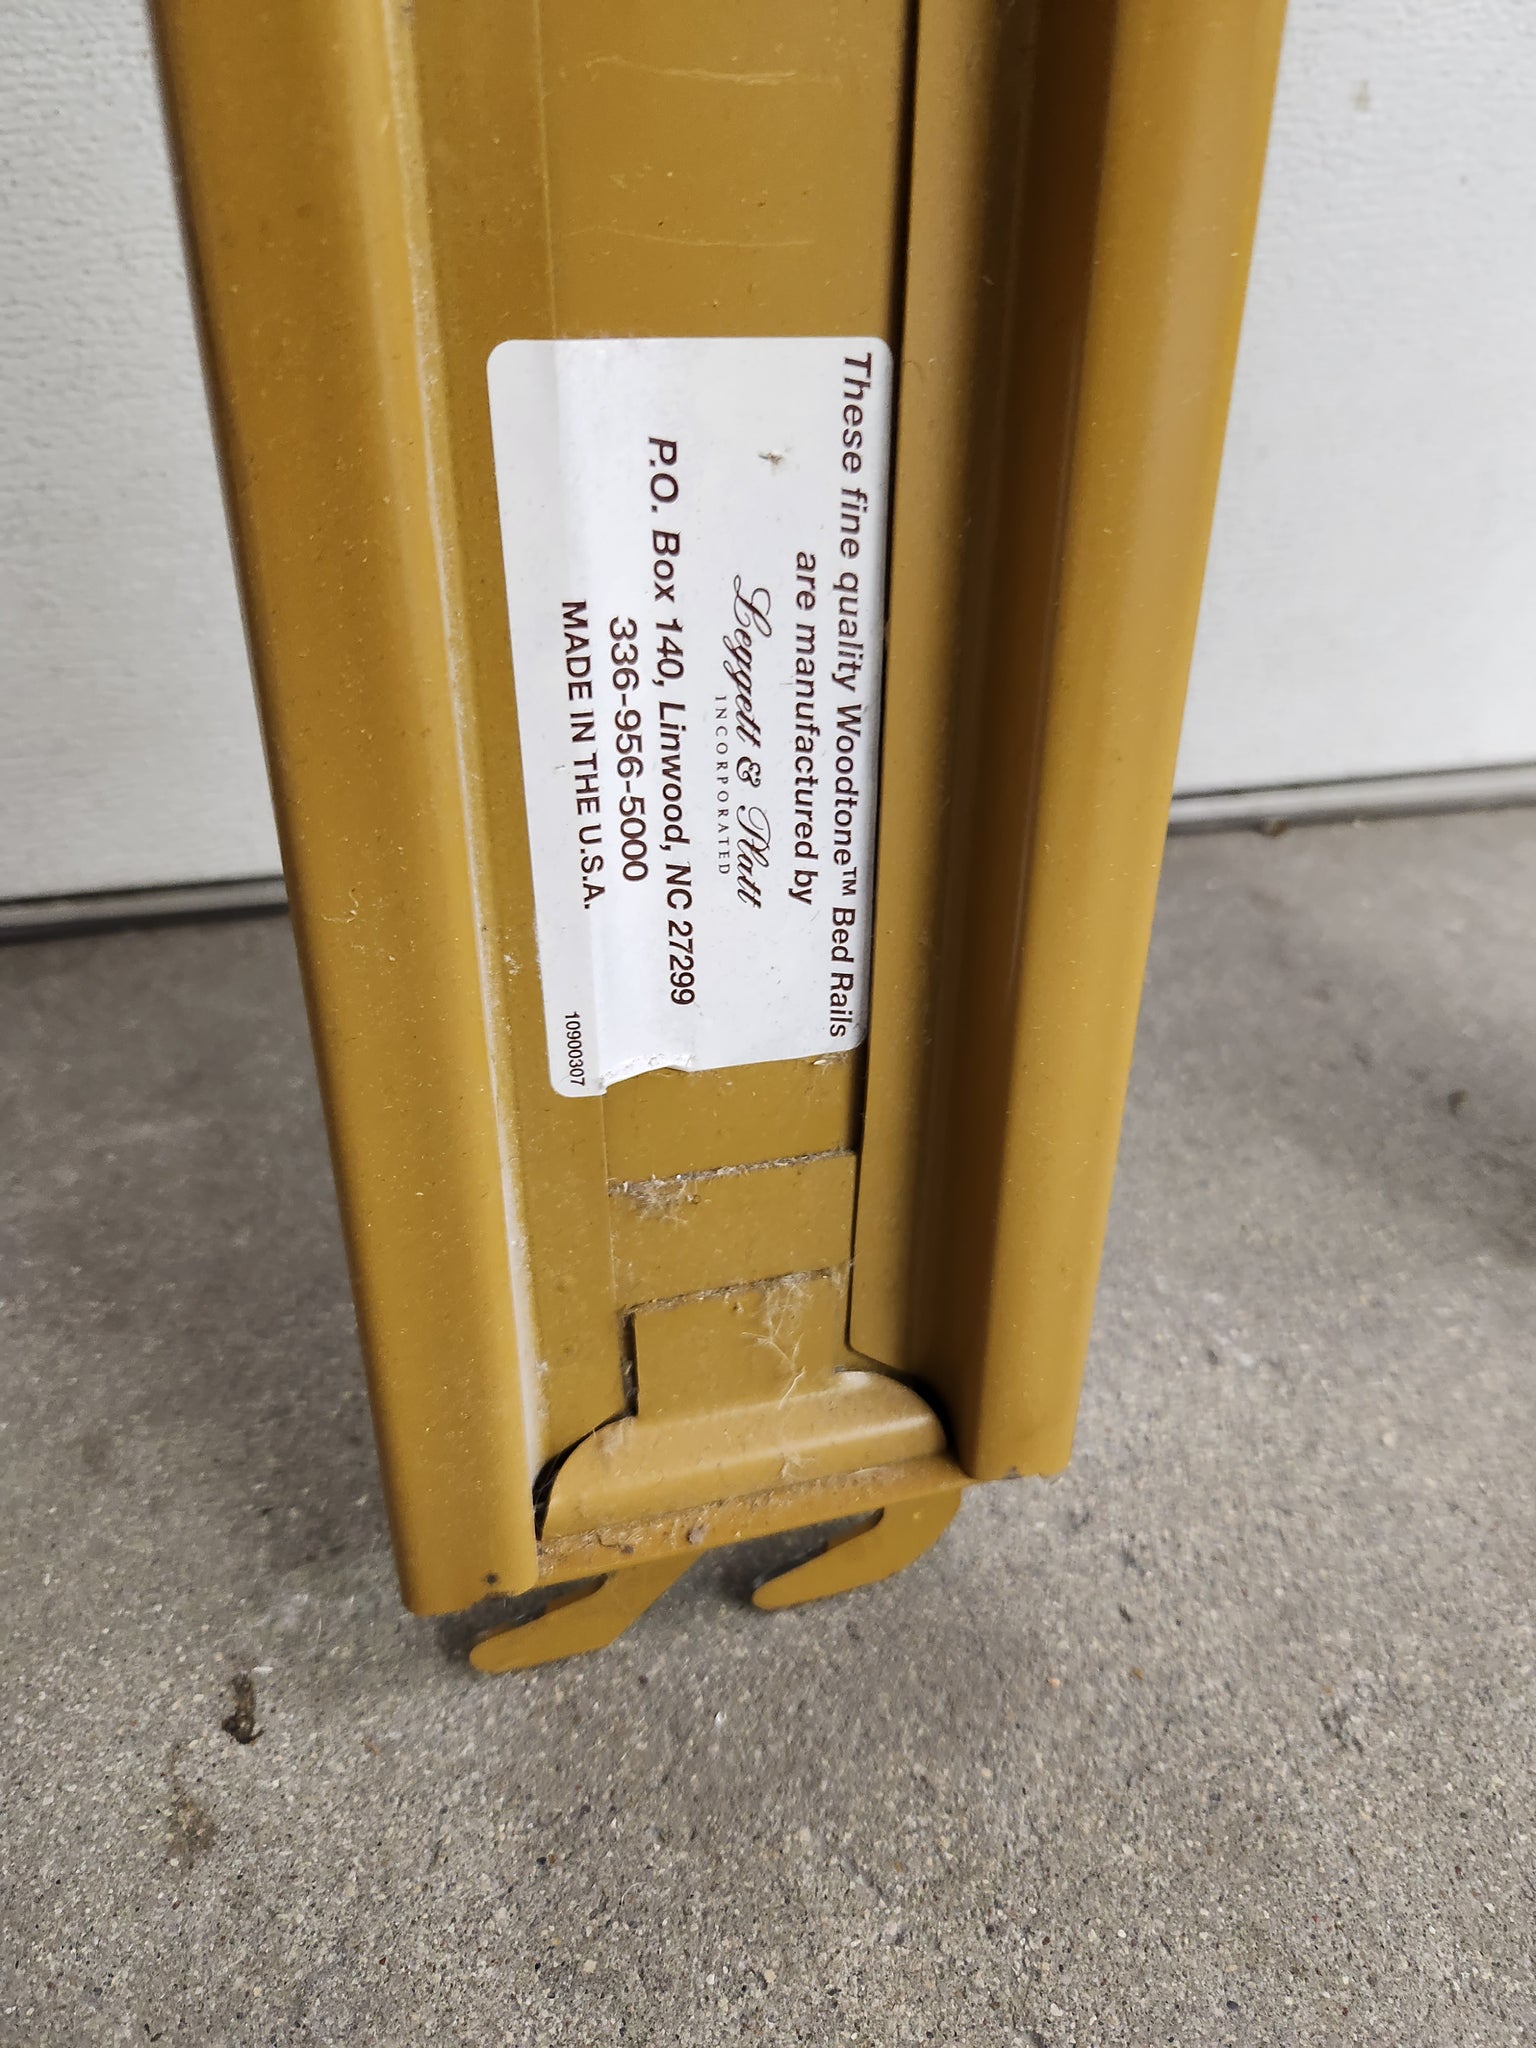 These fine quality Woodtone™ Bed Rails
are manufactured by
Leggett & Platt
INCORPORATED
P.O. Box 140, Linwood, NC 27299
336-956-5000
MADE IN THE U.S.A.
10900307